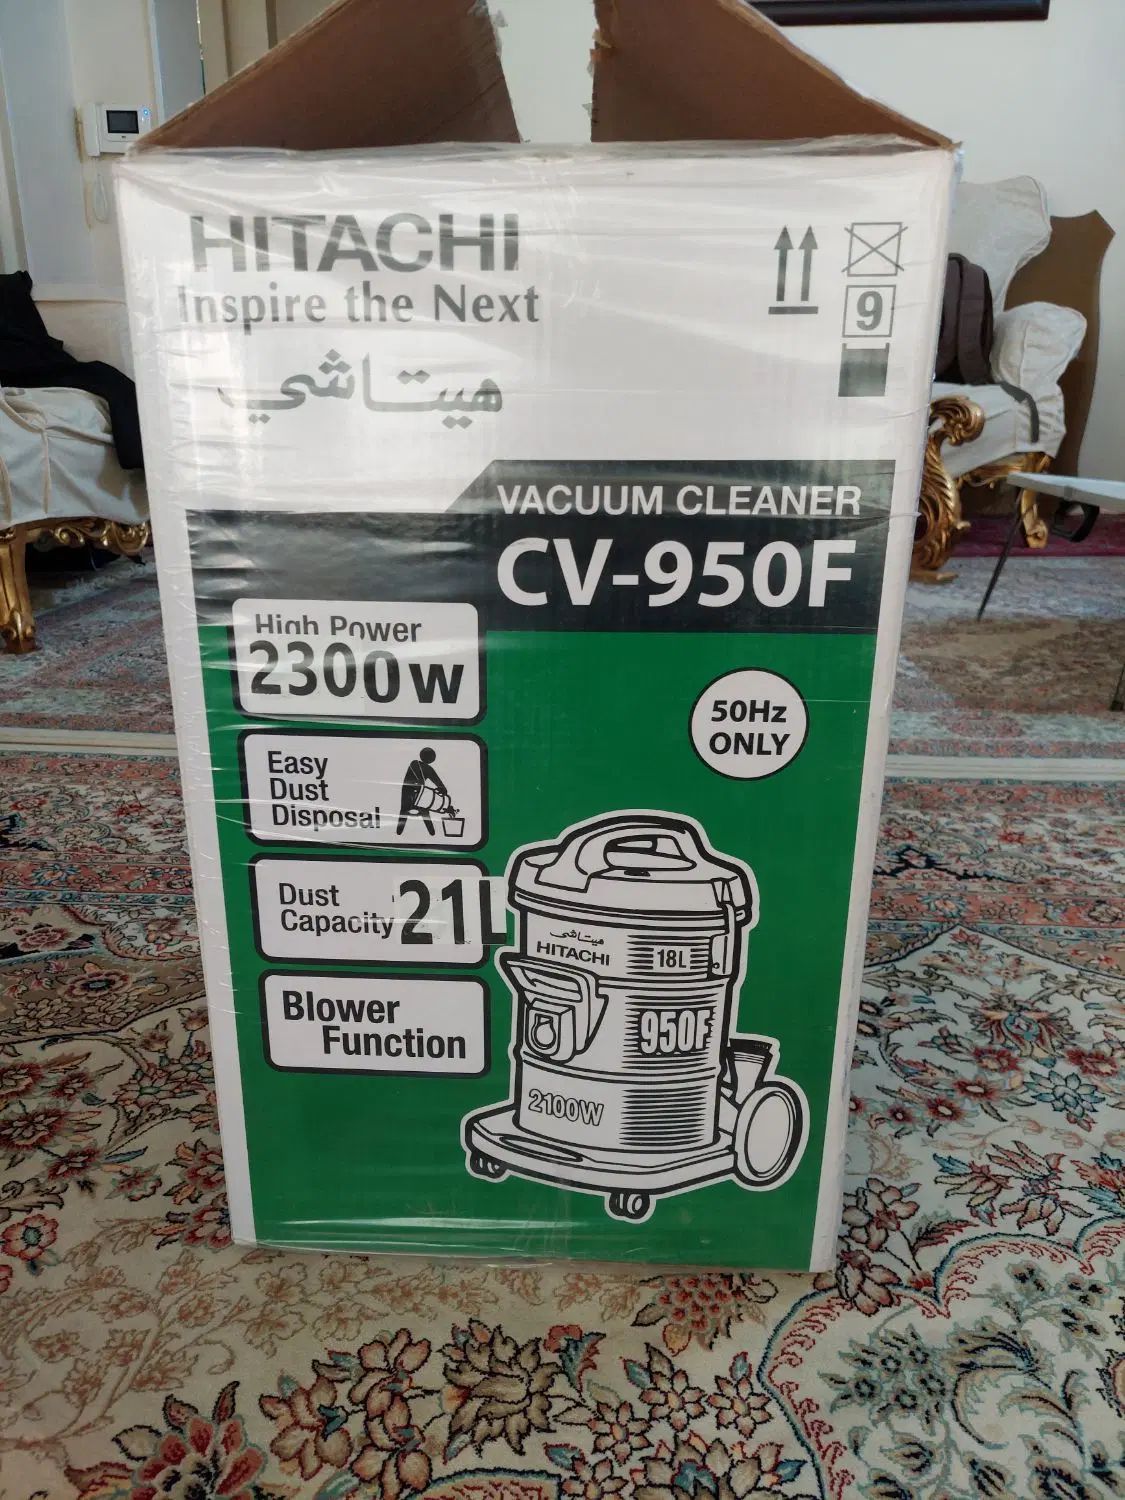 HITACHI
Inspire the Next
هيتاشي
9
VACUUM CLEANER
CV-950F
High Power
2300W
50Hz
ONLY
Easy
Dust
Disposal
Dust
Capacity 21L
Blower
Function
هيتاشي
HITACHI
18L
950F
2100W